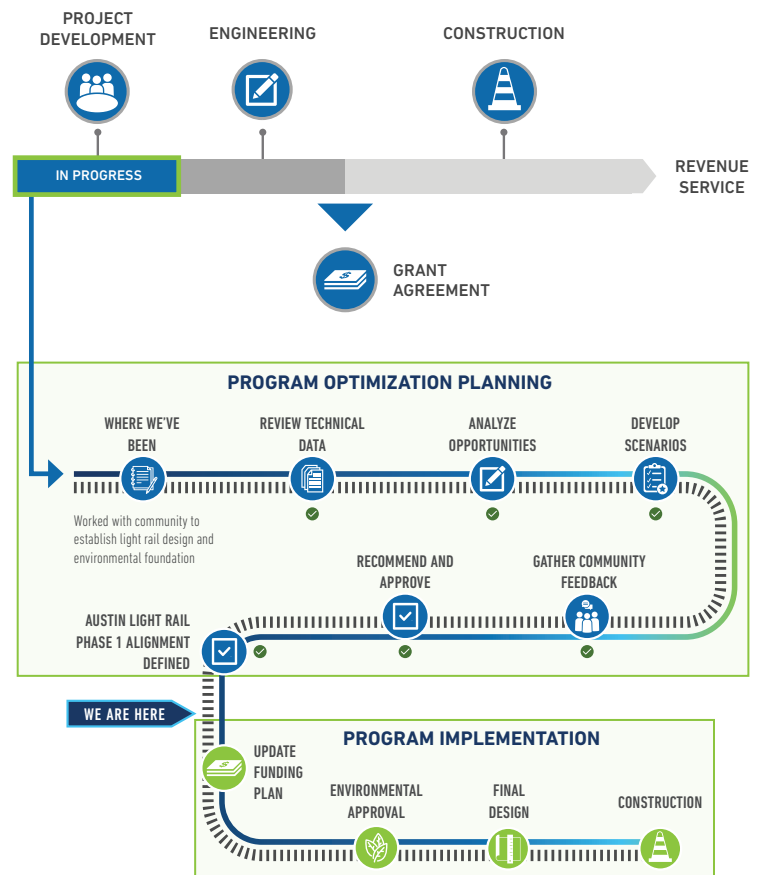 PROJECT
DEVELOPMENT
ENGINEERING
CONSTRUCTION
IN PROGRESS
REVENUE
SERVICE
$
GRANT
AGREEMENT
PROGRAM OPTIMIZATION PLANNING
WHERE WE'VE
BEEN
REVIEW TECHNICAL
DATA
ANALYZE
OPPORTUNITIES
DEVELOP
SCENARIOS
Worked with community to
establish light rail design and
environmental foundation
RECOMMEND AND
APPROVE
GATHER COMMUNITY
FEEDBACK
AUSTIN LIGHT RAIL
PHASE 1 ALIGNMENT
DEFINED
WE ARE HERE
PROGRAM IMPLEMENTATION
$
UPDATE
FUNDING
PLAN
ENVIRONMENTAL
APPROVAL
FINAL
DESIGN
CONSTRUCTION